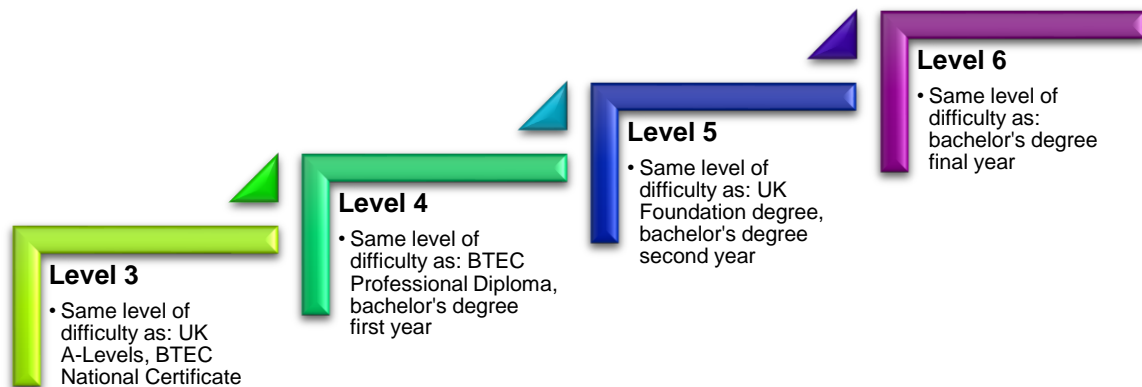 Level 3
• Same level of
difficulty as: UK
A-Levels, BTEC
National Certificate
Level 4
• Same level of
difficulty as: BTEC
Professional Diploma,
bachelor's degree
first year
Level 5
• Same level of
difficulty as: UK
Foundation degree,
bachelor's degree
second year
Level 6
• Same level of
difficulty as:
bachelor's degree
final year